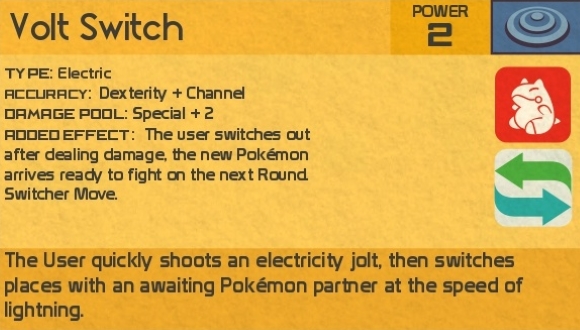 Volt Switch
POWER
2
TYPE: Electric
ACCURACY: Dexterity + Channel
DAMAGE POOL: Special + 2
ADDED EFFECT: The user switches out
after dealing damage, the new Pokémon
arrives ready to fight on the next Round.
Switcher Move.
The User quickly shoots an electricity jolt, then switches
places with an awaiting Pokémon partner at the speed of
lightning.